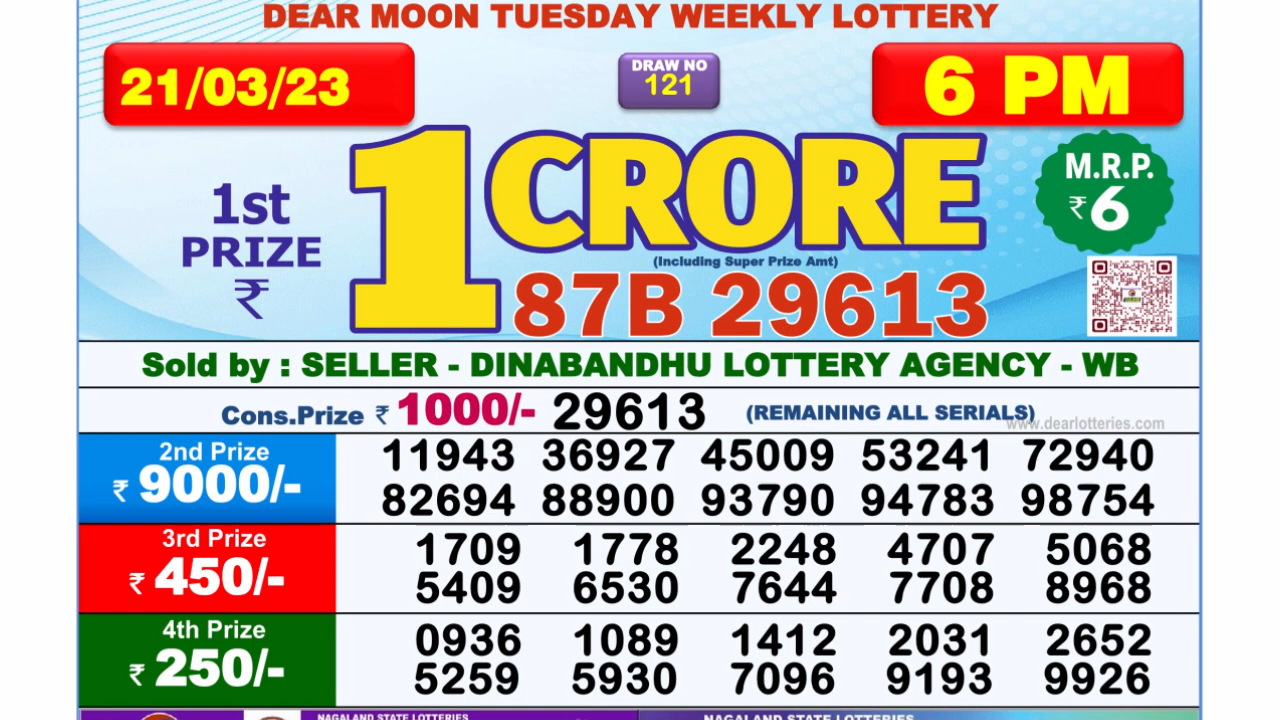 DEAR MOON TUESDAY WEEKLY LOTTERY
21/03/23
DRAW NO
121
6 PM
1st
PRIZE
₹
1 CRORE
(Including Super Prize Amt)
87B 29613
M.R.P.
₹6
Sold by : SELLER - DINABANDHU LOTTERY AGENCY - WB
Cons.Prize ₹ 1000/- 29613 (REMAINING ALL SERIALS)
www.dearlotteries.com
2nd Prize
₹ 9000/-
11943 36927 45009 53241 72940
82694 88900 93790 94783 98754
3rd Prize
₹ 450/-
1709 1778 2248 4707 5068
5409 6530 7644 7708 8968
4th Prize
₹ 250/-
0936 1089 1412 2031 2652
5259 5930 7096 9193 9926
NAGALAND STATE LOTTERIES NAGALAND STATE LOTTERIES